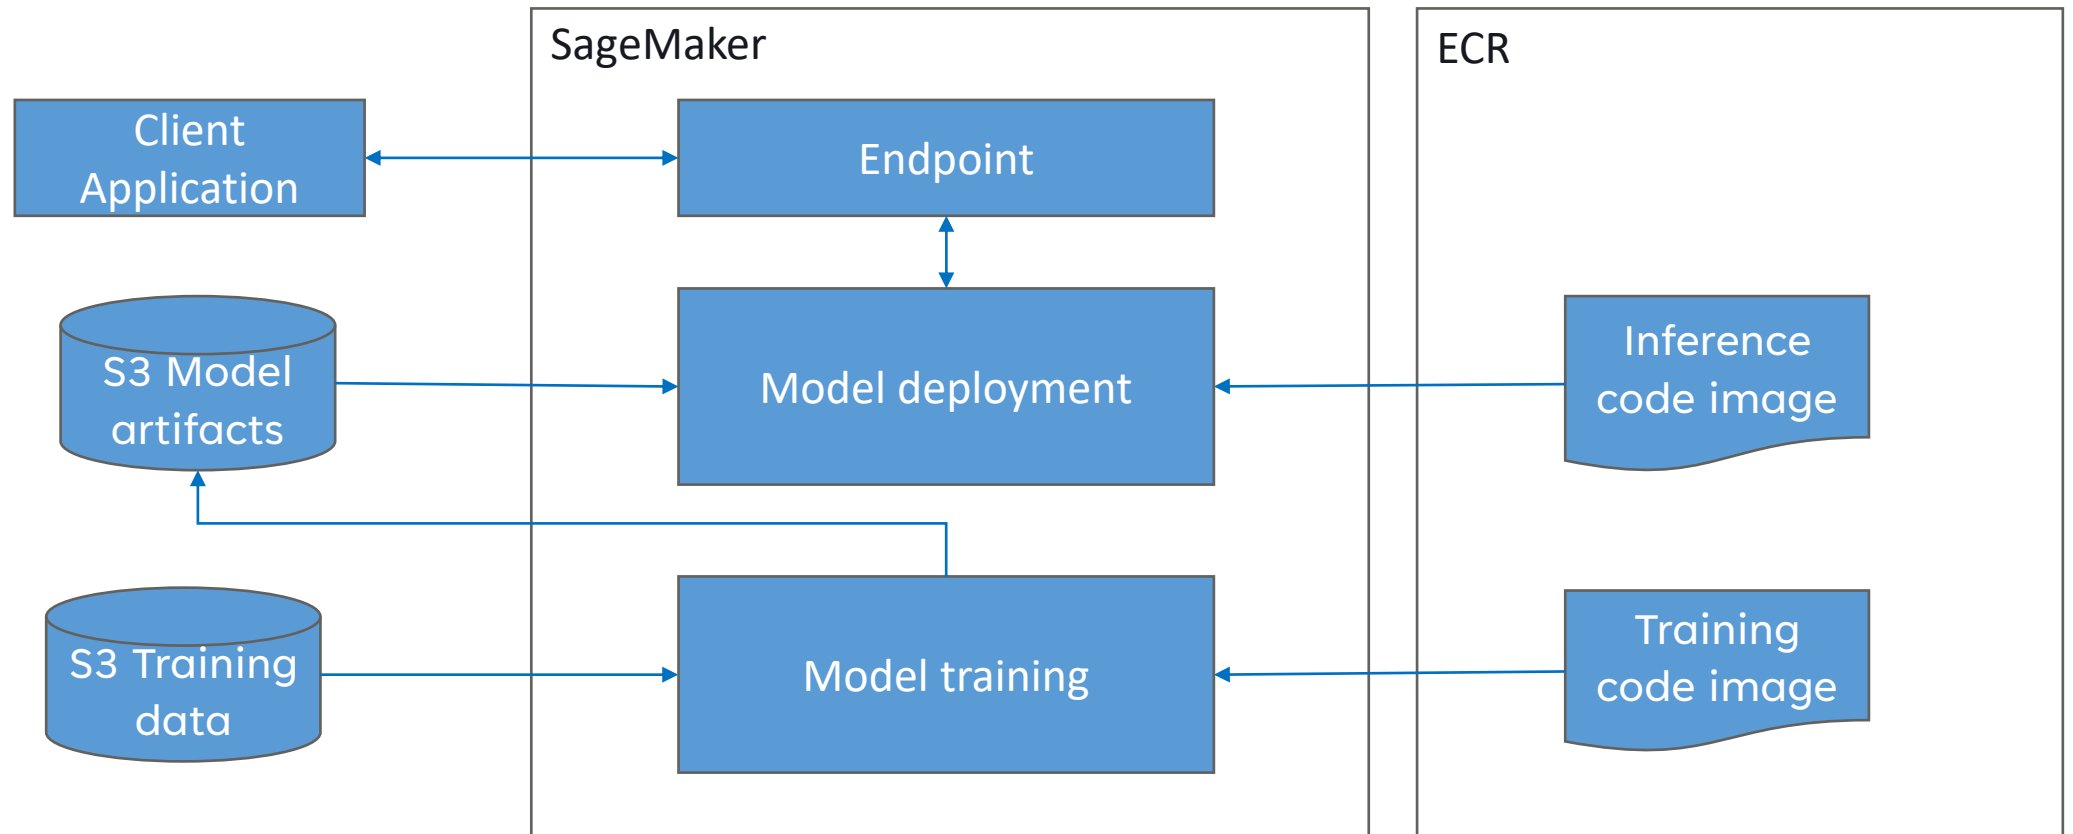 SageMaker
ECR
Client
Application
Endpoint
S3 Model
artifacts
Model deployment
Inference
code image
S3 Training
data
Model training
Training
code image